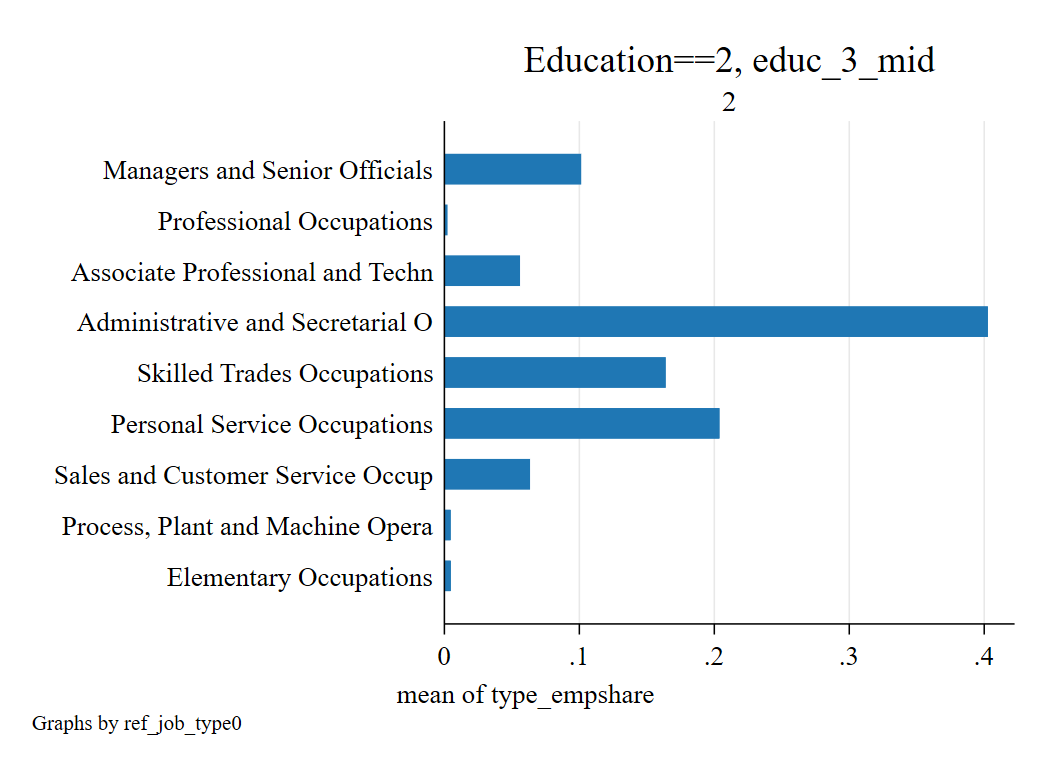 Education==2, educ_3_mid
2
Managers and Senior Officials
Professional Occupations
Associate Professional and Techn
Administrative and Secretarial O
Skilled Trades Occupations
Personal Service Occupations
Sales and Customer Service Occup
Process, Plant and Machine Opera
Elementary Occupations
0 .1 .2 .3 .4
mean of type_empshare
Graphs by ref_job_type0